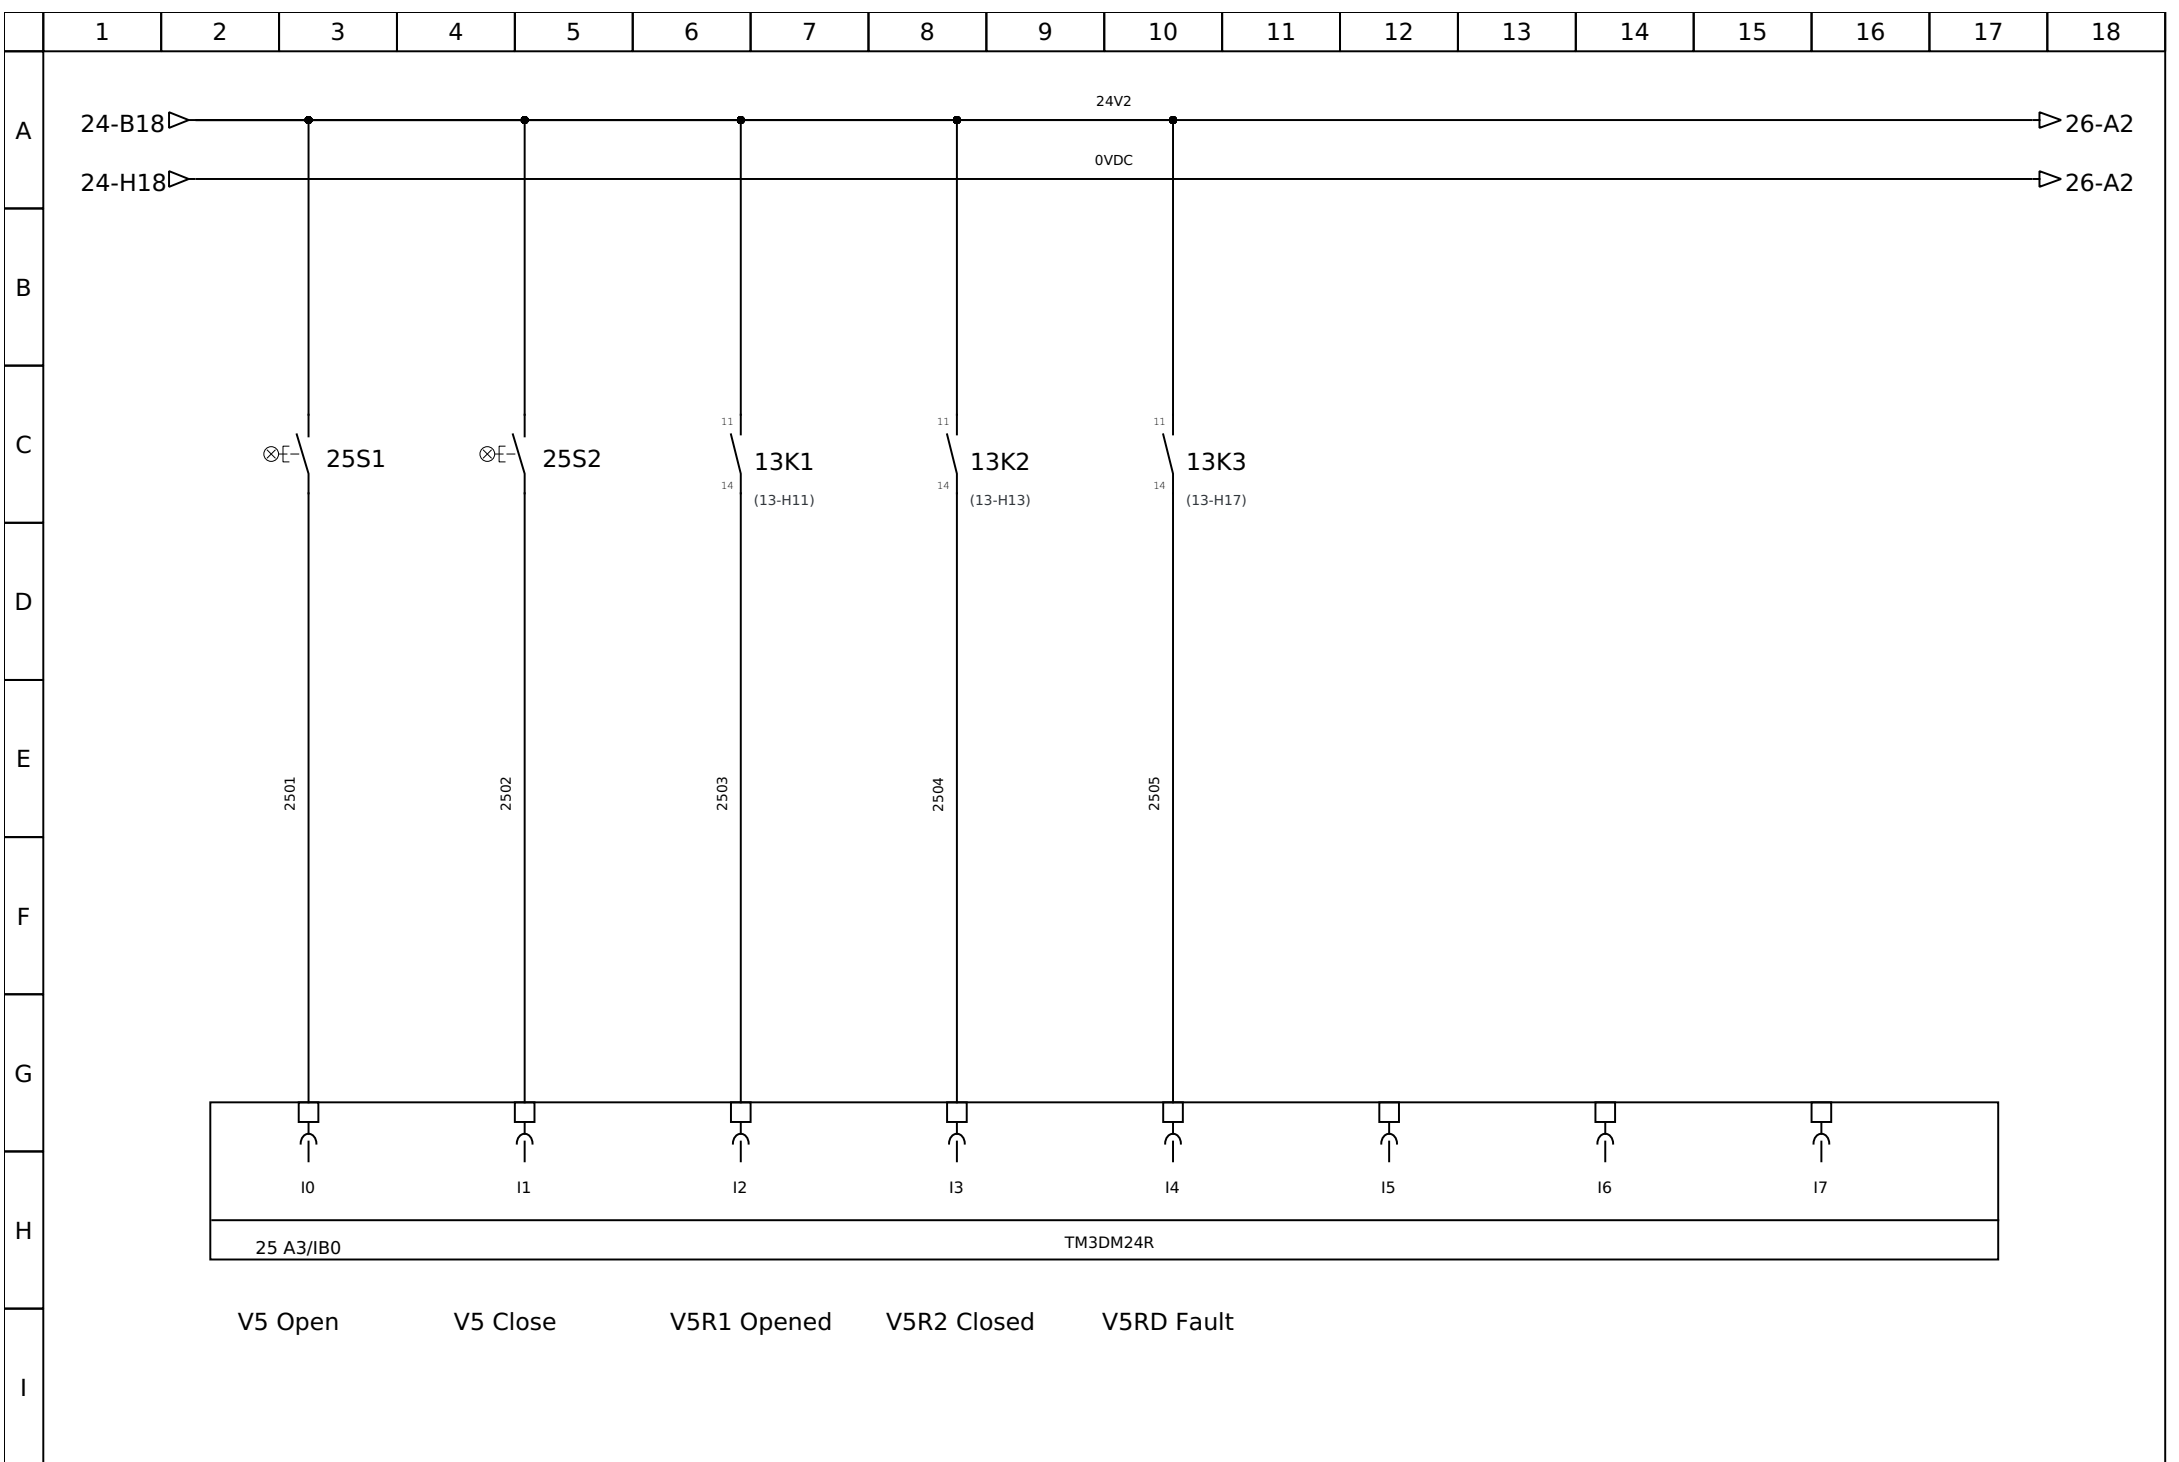 1 2 3 4 5 6 7 8 9 10 11 12 13 14 15 16 17 18
A
24V2
24-B18 26-A2
0VDC
24-H18 26-A2
B
C
11 11 11
25S1 25S2 13K1 13K2 13K3
14 14 14
(13-H11) (13-H13) (13-H17)
D
E
2501 2502 2503 2504 2505
F
G
I0 I1 I2 I3 I4 I5 I6 I7
H
25 A3/IB0 TM3DM24R
V5 Open V5 Close V5R1 Opened V5R2 Closed V5RD Fault
I